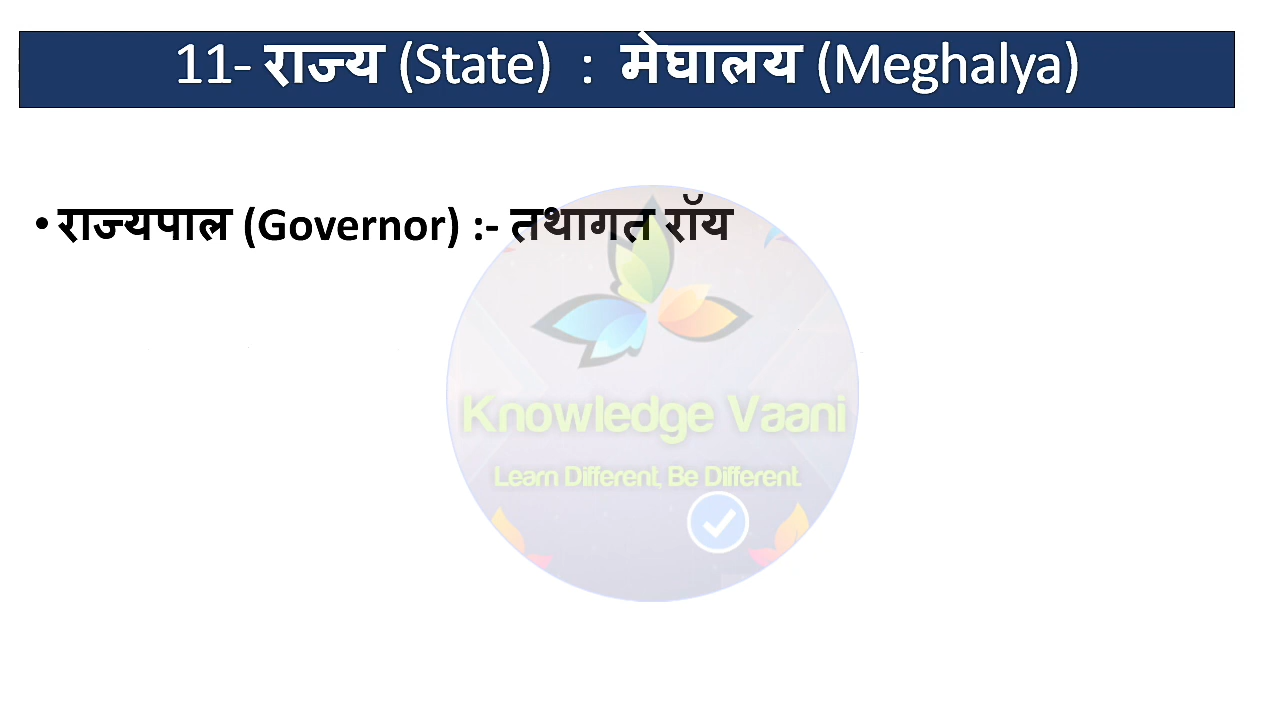 11- राज्य (State) : मेघालय (Meghalya)
• राज्यपाल (Governor) :- तथागत रॉय
Knowledge Vaani
Learn Different, Be Different.